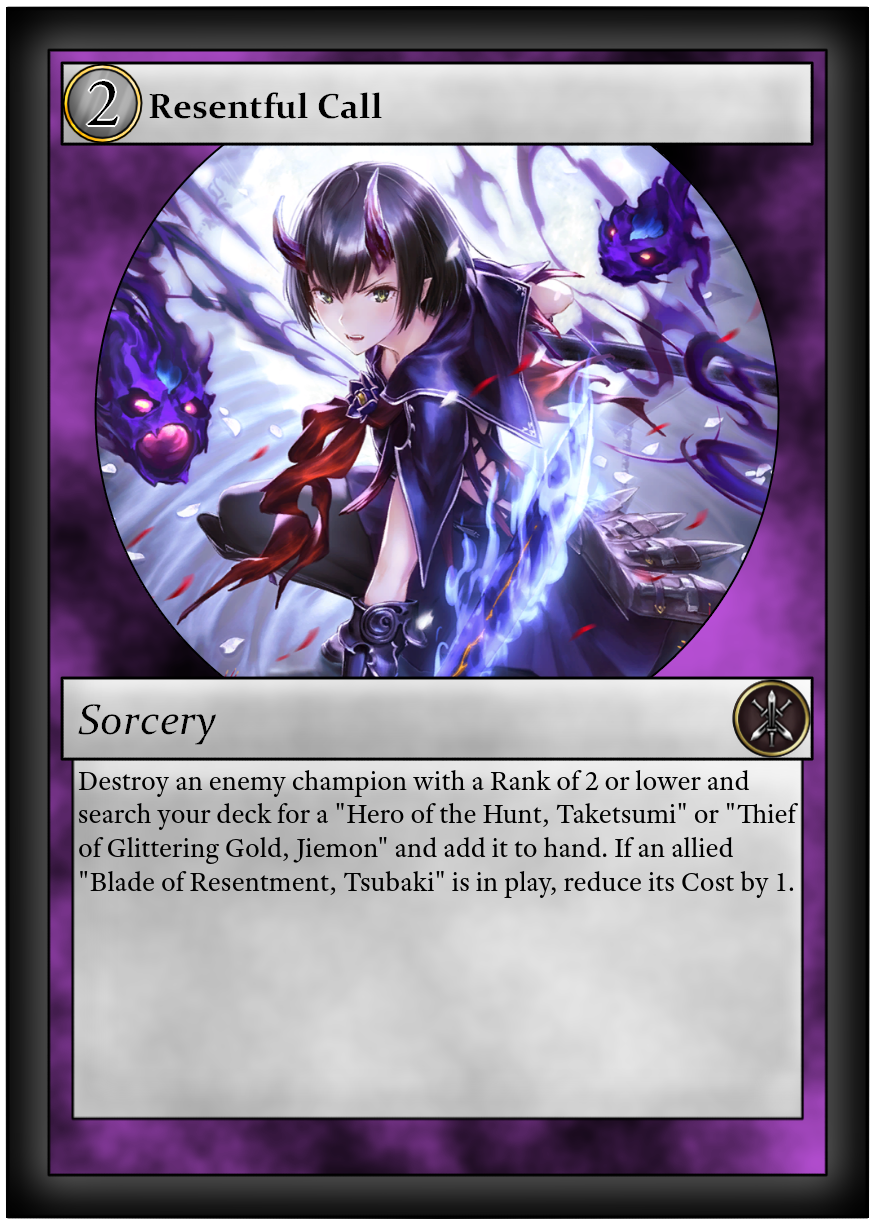 2 Resentful Call
Sorcery
Destroy an enemy champion with a Rank of 2 or lower and
search your deck for a "Hero of the Hunt, Taketsumi" or "Thief
of Glittering Gold, Jiemon" and add it to hand. If an allied
"Blade of Resentment, Tsubaki" is in play, reduce its Cost by 1.